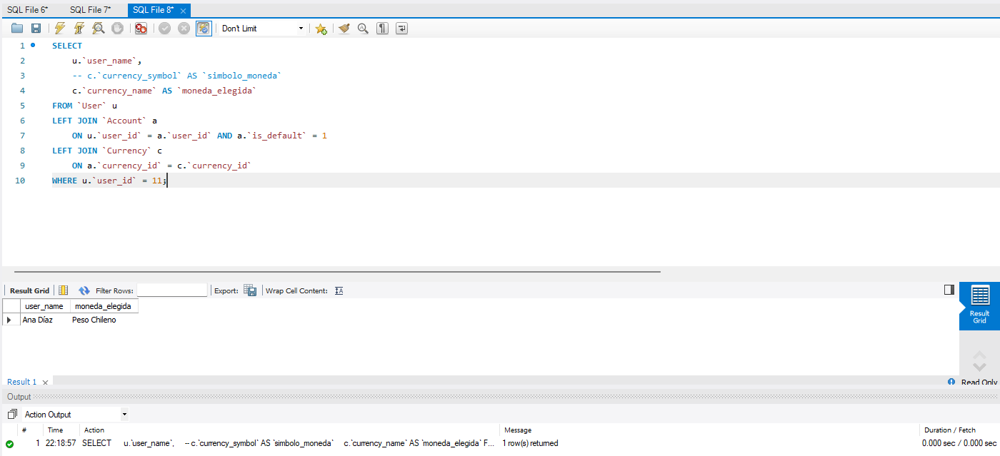 SQL File 6* SQL File 7* SQL File 8*
Don't Limit
1 SELECT
2 u.`user_name`,
3 -- c.`currency_symbol` AS `simbolo_moneda`
4 c.`currency_name` AS `moneda_elegida`
5 FROM `User` u
6 LEFT JOIN `Account` a
7 ON u.`user_id` = a.`user_id` AND a.`is_default` = 1
8 LEFT JOIN `Currency` c
9 ON a.`currency_id` = c.`currency_id`
10 WHERE u.`user_id` = 11;
Result Grid Filter Rows: Export: Wrap Cell Content: IA
user_name moneda_elegida
Ana Díaz Peso Chileno
Result Grid
Result 1 Read Only
Output
Action Output
# Time Action Message Duration / Fetch
1 22:18:57 SELECT u.`user_name`, -- c.`currency_symbol` AS `simbolo_moneda` c.`currency_name` AS `moneda_elegida` F... 1 row(s) returned 0.000 sec / 0.000 sec